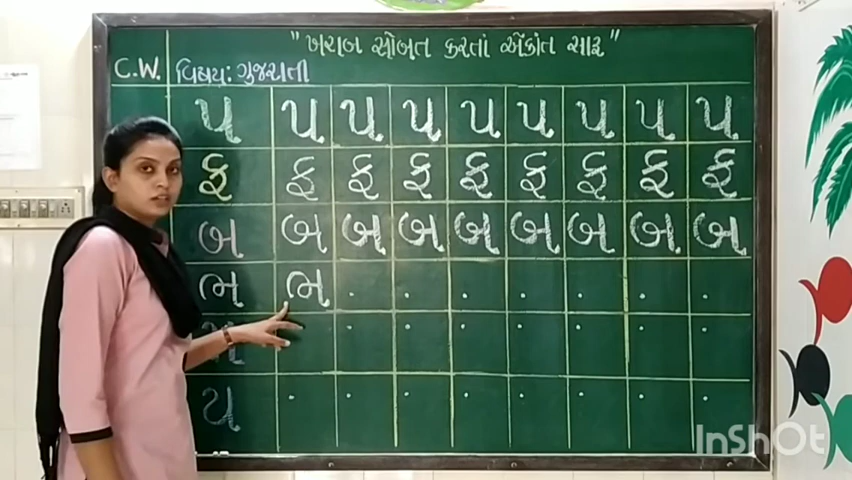 "ખરાબ સોબત કરતાં એકાંત સારૂ"
C.W. વિષય: ગુજરાતી
પ પ પ પ પ પ પ પ પ
ફ ફ ફ ફ ફ ફ ફ ફ ફ
બ બ બ બ બ બ બ બ બ
ભ ભ
મ
ય
InShOt